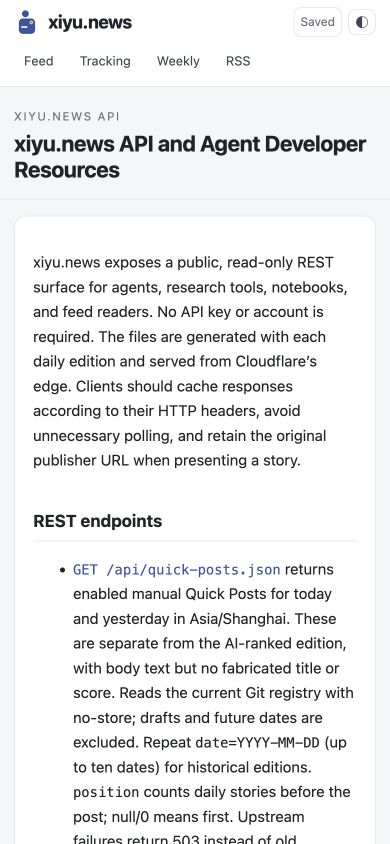 xiyu.news
Saved
Feed Tracking Weekly RSS
XIYU.NEWS API
xiyu.news API and Agent Developer
Resources
xiyu.news exposes a public, read-only REST
surface for agents, research tools, notebooks,
and feed readers. No API key or account is
required. The files are generated with each
daily edition and served from Cloudflare's
edge. Clients should cache responses
according to their HTTP headers, avoid
unnecessary polling, and retain the original
publisher URL when presenting a story.
REST endpoints
• GET /api/quick-posts.json returns
enabled manual Quick Posts for today
and yesterday in Asia/Shanghai. These
are separate from the AI-ranked edition,
with body text but no fabricated title or
score. Reads the current Git registry with
no-store; drafts and future dates are
excluded. Repeat date=YYYY-MM-DD (up
to ten dates) for historical editions.
position counts daily stories before the
post; null/0 means first. Upstream
failures return 503 instead of old